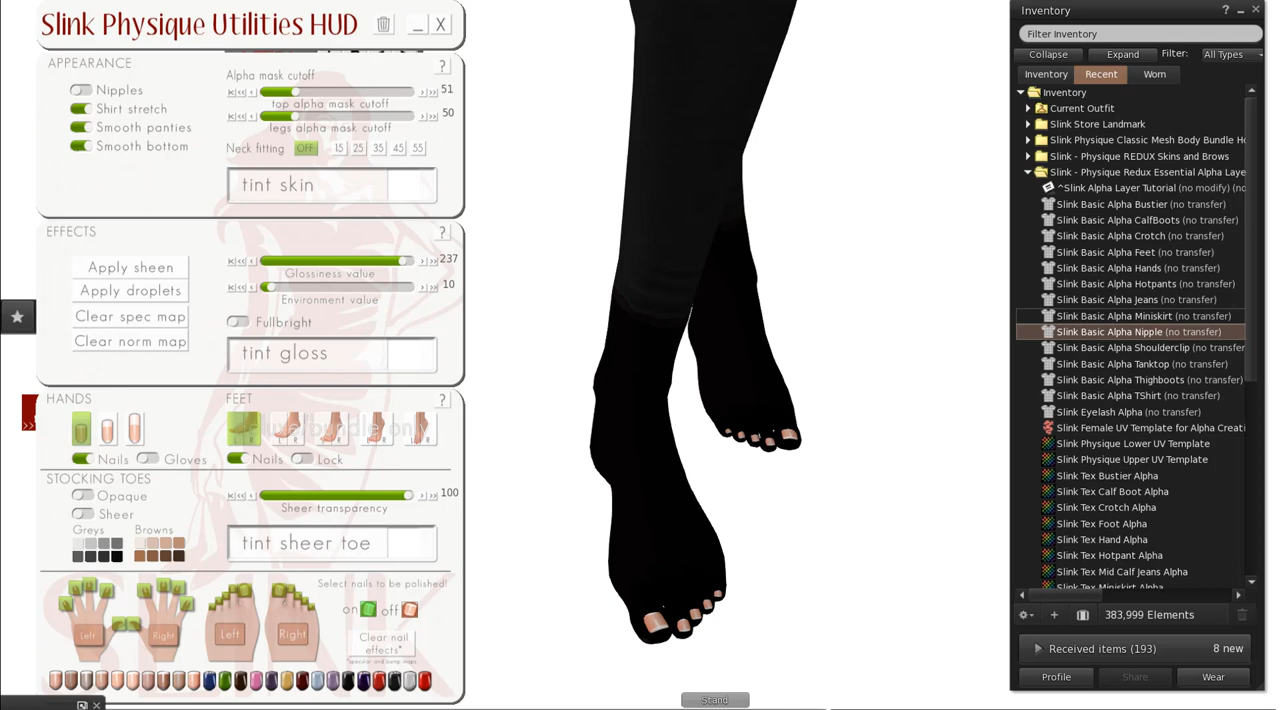 Slink Physique Utilities HUD
APPEARANCE
?
Nipples
Shirt stretch
Smooth panties
Smooth bottom
Alpha mask cutoff
51
top alpha mask cutoff
50
legs alpha mask cutoff
Neck fitting OFF 15 25 35 45 55
tint skin
EFFECTS
?
Apply sheen
Apply droplets
Clear spec map
Clear norm map
237
Glossiness value
10
Environment value
Fullbright
tint gloss
HANDS
FEET
?
Nails Gloves
Nails Lock
STOCKING TOES
Opaque
Sheer
Greys Browns
100
Sheer transparency
tint sheer toe
Left Right Left Right
Select nails to be polished!
on off
Clear nail
effects*
*specular and bump maps
Stand
Inventory
?
Filter Inventory
Collapse Expand Filter: All Types
Inventory Recent Worn
Inventory
Current Outfit
Slink Store Landmark
Slink Physique Classic Mesh Body Bundle
Slink - Physique REDUX Skins and Brows
Slink - Physique Redux Essential Alpha Laye
^Slink Alpha Layer Tutorial (no modify)
Slink Basic Alpha Bustier (no transfer)
Slink Basic Alpha CalfBoots (no transfer)
Slink Basic Alpha Crotch (no transfer)
Slink Basic Alpha Feet (no transfer)
Slink Basic Alpha Hands (no transfer)
Slink Basic Alpha Hotpants (no transfer)
Slink Basic Alpha Jeans (no transfer)
Slink Basic Alpha Miniskirt (no transfer)
Slink Basic Alpha Nipple (no transfer)
Slink Basic Alpha Shoulderclip (no transfer
Slink Basic Alpha Tanktop (no transfer)
Slink Basic Alpha Thighboots (no transfer)
Slink Basic Alpha TShirt (no transfer)
Slink Eyelash Alpha (no transfer)
Slink Female UV Template for Alpha Creati
Slink Physique Lower UV Template
Slink Physique Upper UV Template
Slink Tex Bustier Alpha
Slink Tex Calf Boot Alpha
Slink Tex Crotch Alpha
Slink Tex Foot Alpha
Slink Tex Hand Alpha
Slink Tex Hotpant Alpha
Slink Tex Mid Calf Jeans Alpha
Slink Tex Miniskirt Alpha
383,999 Elements
Received items (193) 8 new
Profile Share Wear